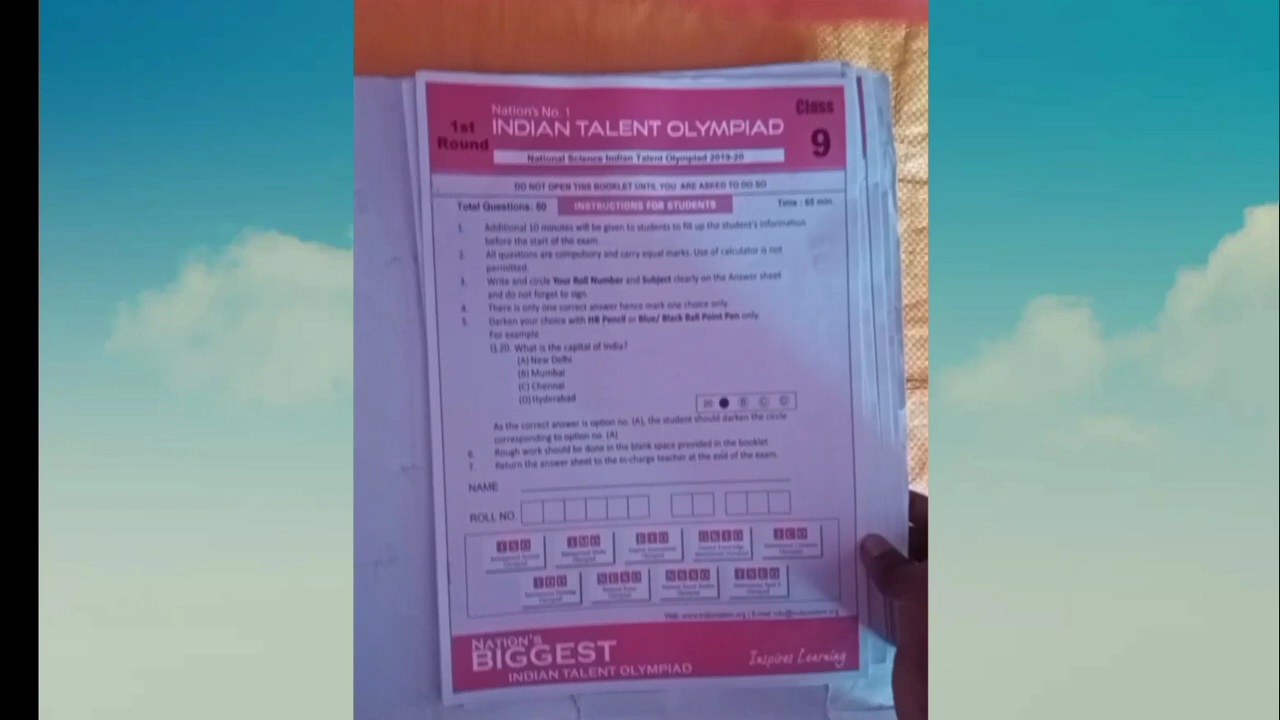 Nation's No. 1
INDIAN TALENT OLYMPIAD
1st
Round
Class
9
National Science Indian Talent Olympiad 2019-20
DO NOT OPEN THIS BOOKLET UNTIL YOU ARE ASKED TO DO SO
Total Questions: 60
INSTRUCTIONS FOR STUDENTS
Time : 65 min.
1. Additional 10 minutes will be given to students to fill up the student's information
before the start of the exam.
2. All questions are compulsory and carry equal marks. Use of calculator is not
permitted.
3. Write and circle Your Roll Number and Subject clearly on the Answer sheet
and do not forget to sign.
4. There is only one correct answer hence mark one choice only.
5. Darken your choice with HB Pencil or Blue/ Black Ball Point Pen only.
For example
Q.20. What is the capital of India?
(A) New Delhi
(B) Mumbai
(C) Chennai
(D) Hyderabad
20 B C D
As the correct answer is option no. (A), the student should darken the circle
corresponding to option no. (A)
6. Rough work should be done in the blank space provided in the booklet
7. Return the answer sheet to the in-charge teacher at the end of the exam.
NAME
ROLL NO.
ISO IMO EIO GKIO ICO
IDO NESO NSSO
NATION'S
BIGGEST
INDIAN TALENT OLYMPIAD
Inspires Learning